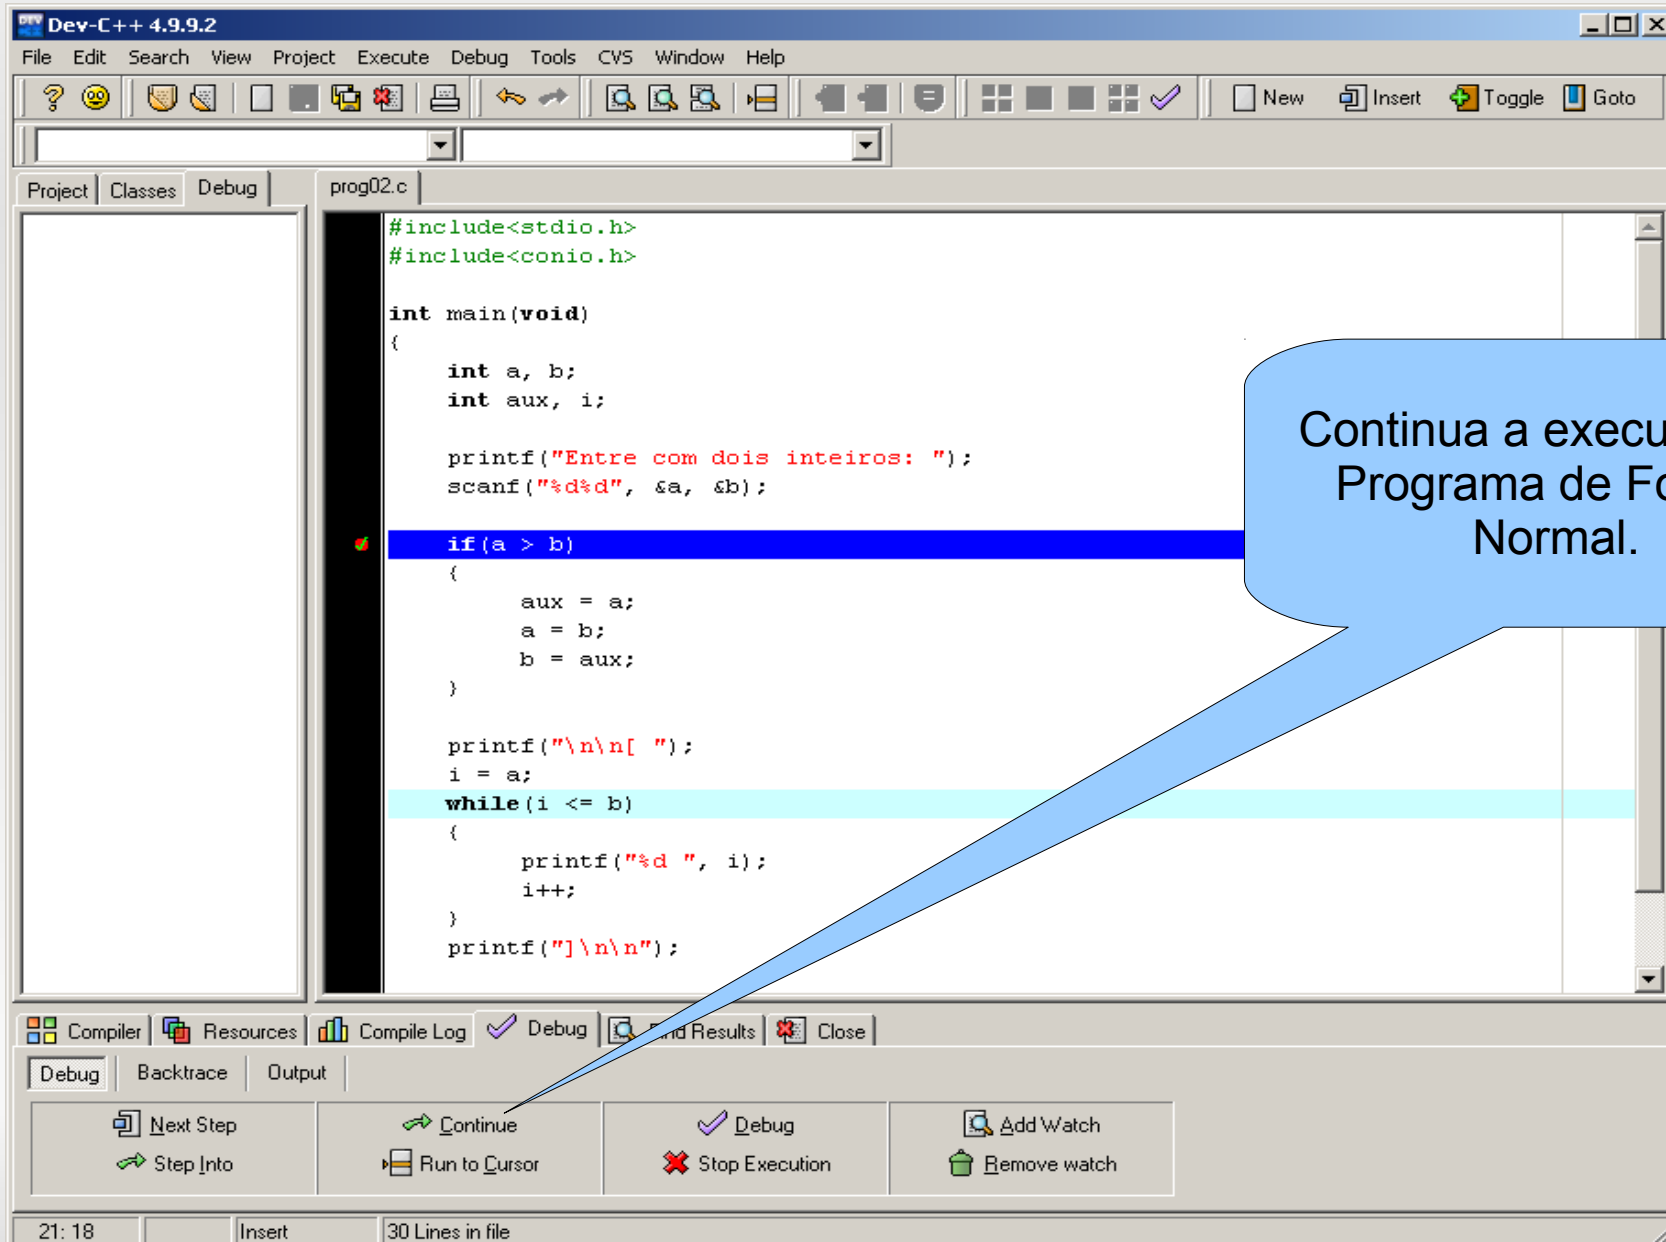 Dev-C++ 4.9.9.2
File Edit Search View Project Execute Debug Tools CVS Window Help
New Insert Toggle Goto
Project Classes Debug
prog02.c
#include<stdio.h>
#include<conio.h>
int main(void)
{
int a, b;
int aux, i;
printf("Entre com dois inteiros: ");
scanf("%d%d", &a, &b);
if(a > b)
{
aux = a;
a = b;
b = aux;
}
printf("\n\n[ ");
i = a;
while(i <= b)
{
printf("%d ", i);
i++;
}
printf("]\n\n");
Continua a execu
Programa de Fo
Normal.
Compiler Resources Compile Log Debug Find Results Close
Debug Backtrace Output
Next Step Continue Debug Add Watch
Step Into Run to Cursor Stop Execution Remove watch
21: 18 Insert 30 Lines in file